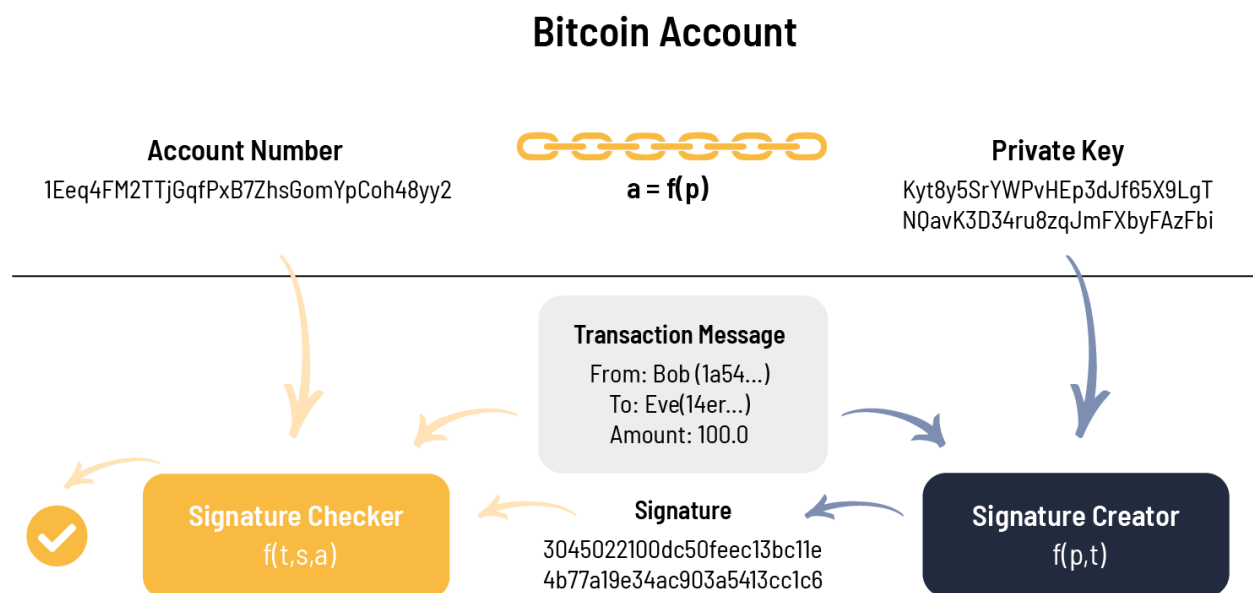 Bitcoin Account
Account Number
1Eeq4FM2TTjGqfPxB7ZhsGomYpCoh48yy2
a = f(p)
Private Key
Kyt8y5SrYWPvHEp3dJf65X9LgT
NQavK3D34ru8zqJmFXbyFAzFbi
Transaction Message
From: Bob (1a54...)
To: Eve(14er...)
Amount: 100.0
Signature Checker
f(t,s,a)
Signature
3045022100dc50feec13bc11e
4b77a19e34ac903a5413cc1c6
Signature Creator
f(p,t)